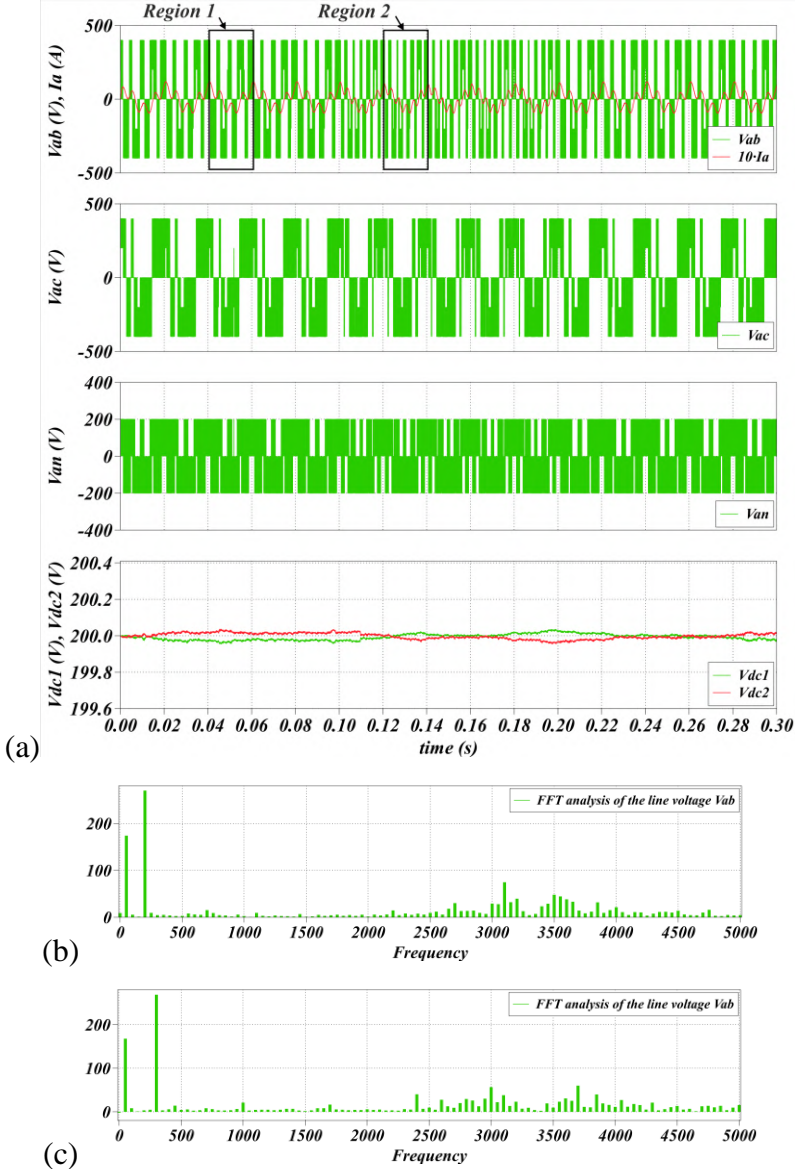 Region 1
Region 2
500
0
-500
Vab (V), Ia (A)
Vab
10·Ia
500
0
-500
Vac (V)
Vac
400
200
0
-200
-400
Van (V)
Van
200.4
200.2
200.0
199.8
199.6
Vdc1 (V), Vdc2 (V)
Vdc1
Vdc2
0.00 0.02 0.04 0.06 0.08 0.10 0.12 0.14 0.16 0.18 0.20 0.22 0.24 0.26 0.28 0.30
time (s)
(a)
FFT analysis of the line voltage Vab
200
100
0
0 500 1000 1500 2000 2500 3000 3500 4000 4500 5000
Frequency
(b)
FFT analysis of the line voltage Vab
200
100
0
0 500 1000 1500 2000 2500 3000 3500 4000 4500 5000
Frequency
(c)